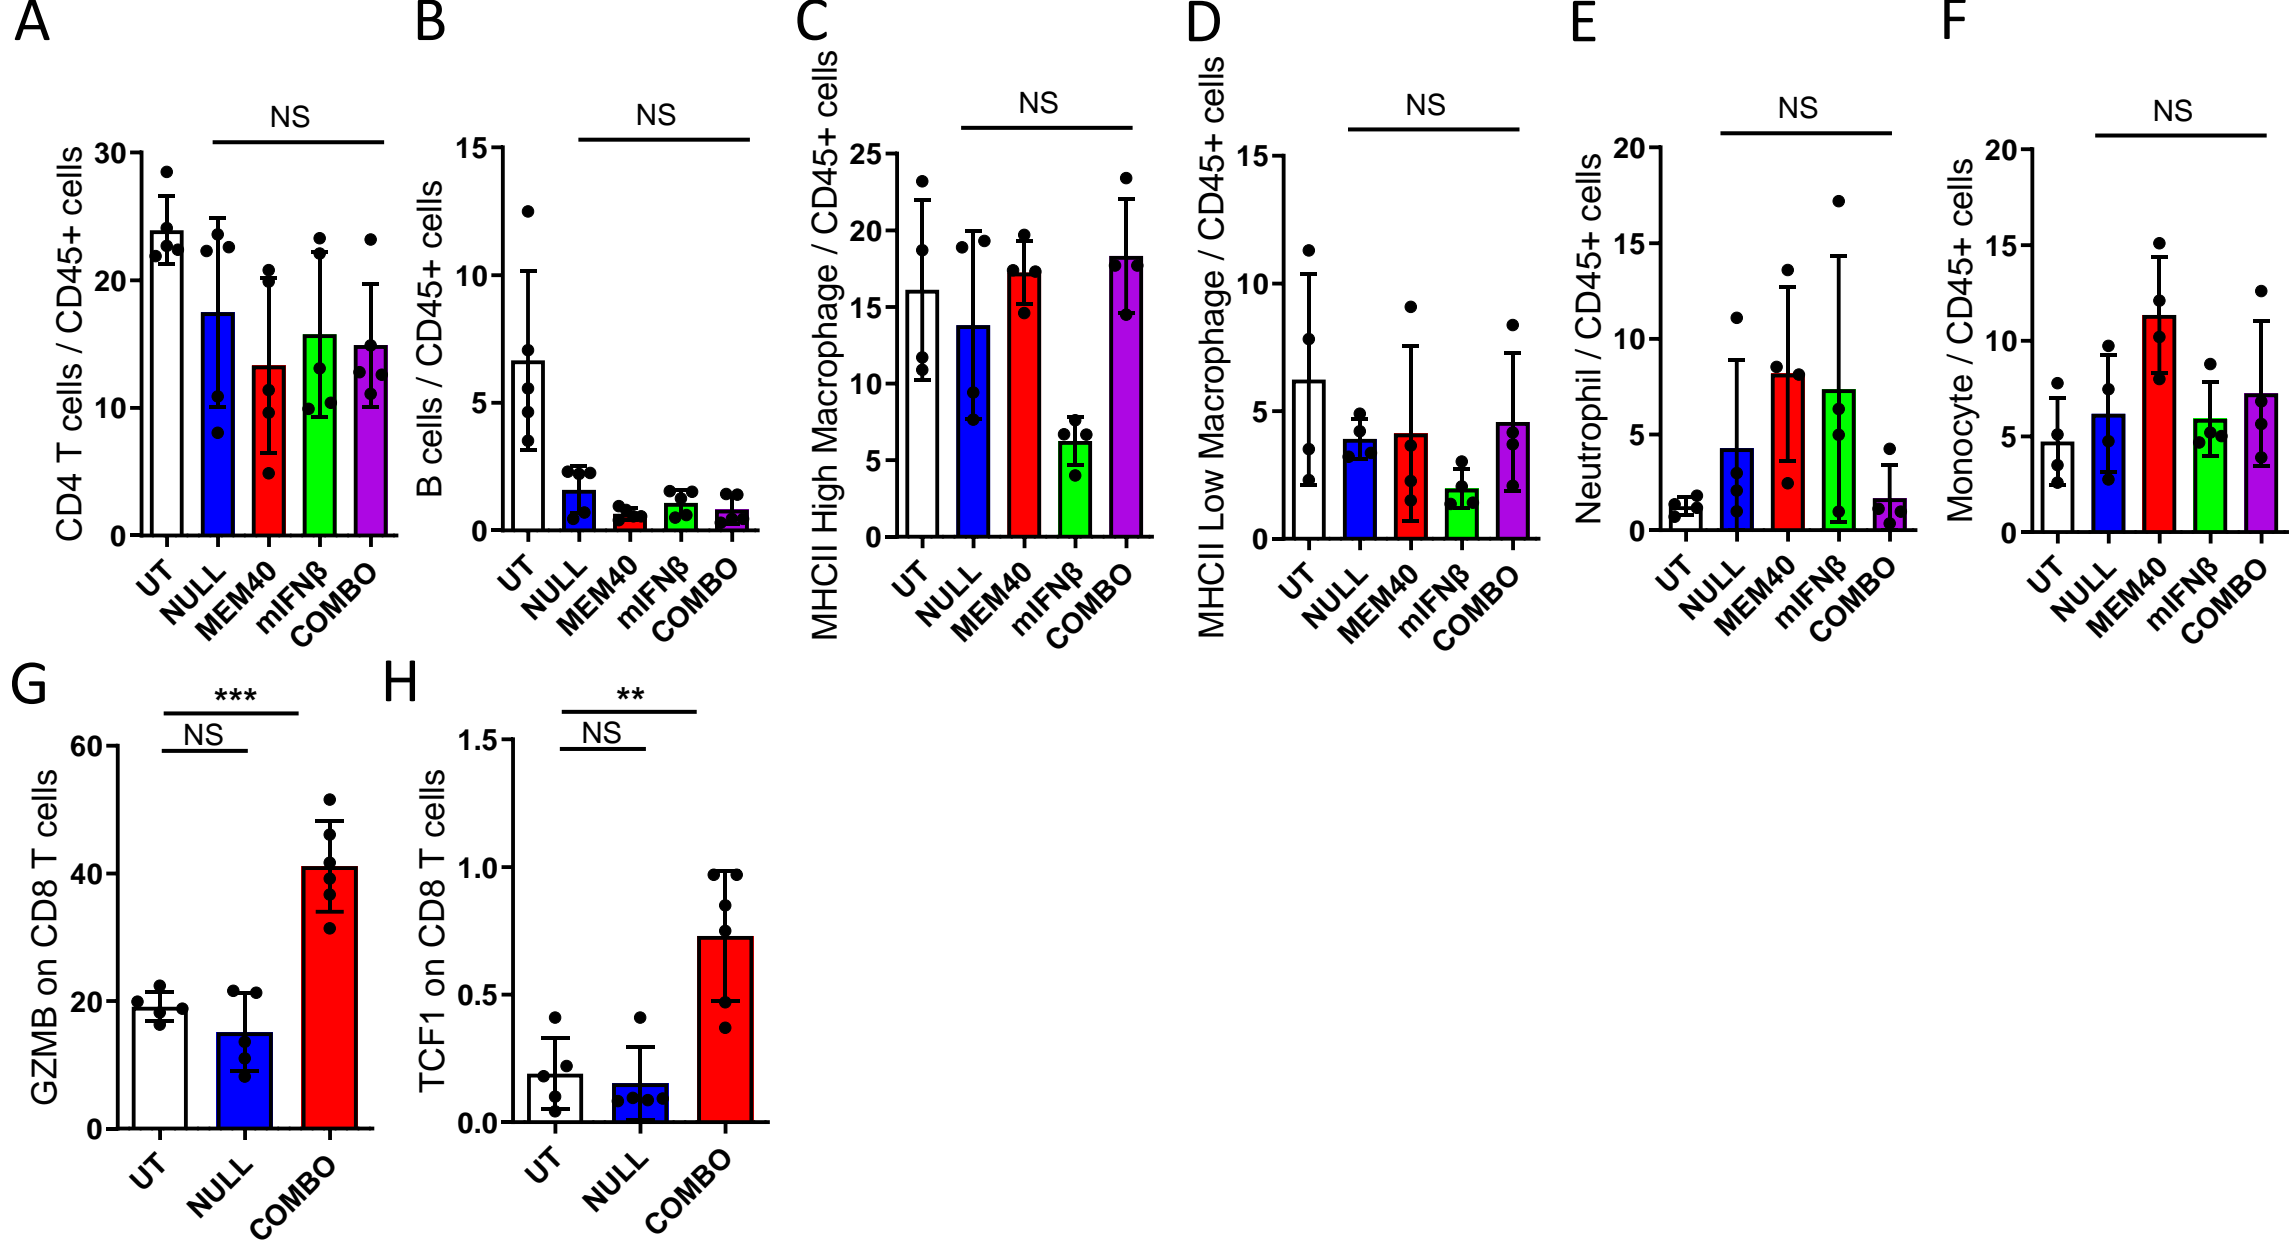 A
CD4 T cells / CD45+ cells
NS
30
20
10
0
UT
NULL
MEM40
mIFNβ
COMBO
B
B cells / CD45+ cells
NS
15
10
5
0
UT
NULL
MEM40
mIFNβ
COMBO
C
MHCII High Macrophage / CD45+ cells
NS
25
20
15
10
5
0
UT
NULL
MEM40
mIFNβ
COMBO
D
MHCII Low Macrophage / CD45+ cells
NS
15
10
5
0
UT
NULL
MEM40
mIFNβ
COMBO
E
Neutrophil / CD45+ cells
NS
20
15
10
5
0
UT
NULL
MEM40
mIFNβ
COMBO
F
Monocyte / CD45+ cells
NS
20
15
10
5
0
UT
NULL
MEM40
mIFNβ
COMBO
G
GZMB on CD8 T cells
***
NS
60
40
20
0
UT
NULL
COMBO
H
TCF1 on CD8 T cells
**
NS
1.5
1.0
0.5
0.0
UT
NULL
COMBO